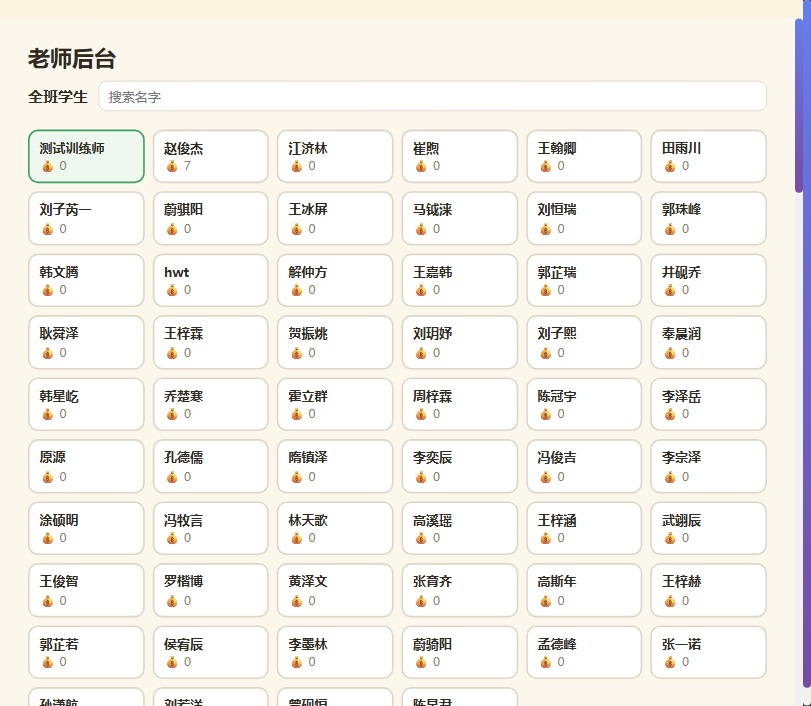 老师后台
全班学生 搜索名字
测试训练师 赵俊杰 江济林 崔煦 王翰卿 田雨川
0 7 0 0 0 0
刘子芮一 蔚骐阳 王冰屏 马钺涞 刘恒瑞 郭珠峰
0 0 0 0 0 0
韩文腾 hwt 解仲方 王嘉韩 郭芷瑞 井砚乔
0 0 0 0 0 0
耿舜泽 王梓霖 贺振姚 刘玥妤 刘子熙 奉晨润
0 0 0 0 0 0
韩星屹 乔楚寒 霍立群 周梓霖 陈冠宇 李泽岳
0 0 0 0 0 0
原源 孔德儒 隋镇泽 李奕辰 冯俊吉 李宗泽
0 0 0 0 0 0
涂硕明 冯牧言 林天歌 高溪瑶 王梓涵 武翊辰
0 0 0 0 0 0
王俊智 罗楷博 黄泽文 张育齐 高斯年 王梓赫
0 0 0 0 0 0
郭芷若 侯宥辰 李墨林 蔚骑阳 孟德峰 张一诺
0 0 0 0 0 0